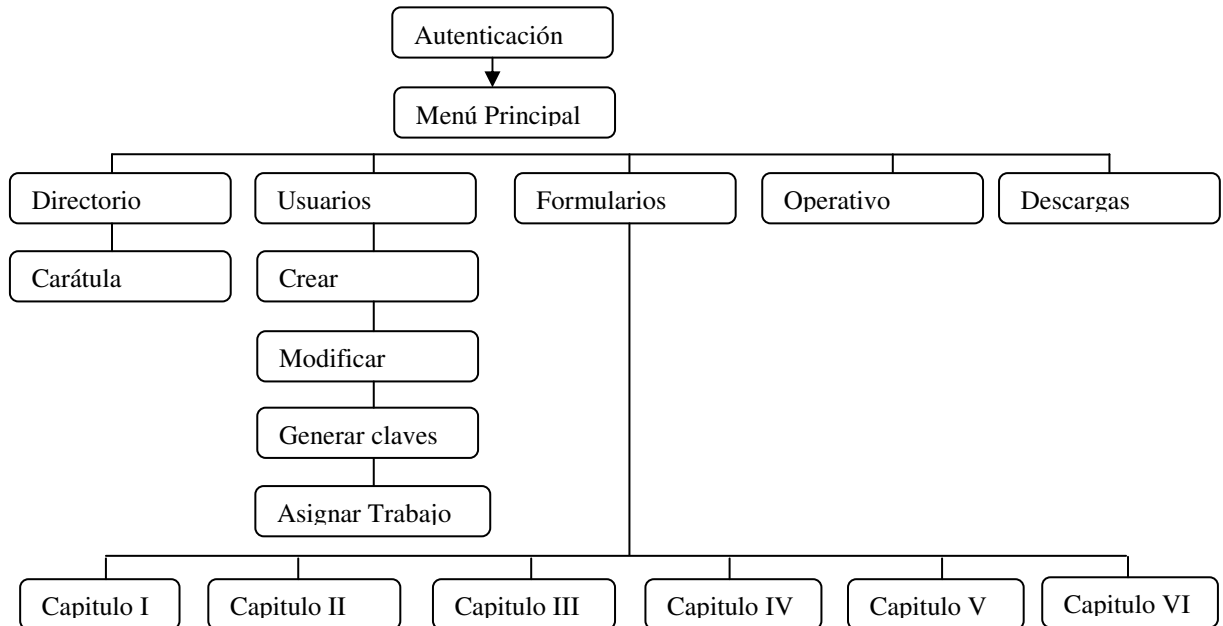 Autenticación
Menú Principal
Directorio Usuarios Formularios Operativo Descargas
Carátula Crear
Modificar
Generar claves
Asignar Trabajo
Capitulo I Capitulo II Capitulo III Capitulo IV Capitulo V Capitulo VI